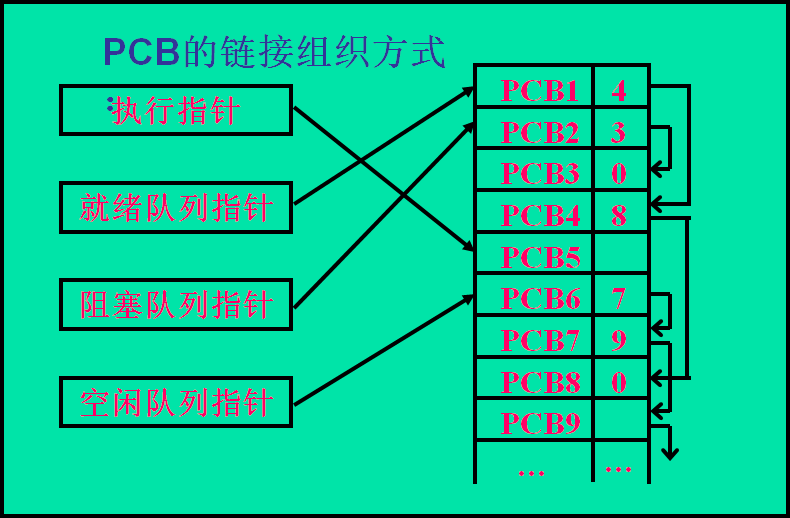 PCB的链接组织方式
:执行指针
就绪队列指针
阻塞队列指针
空闲队列指针
PCB1 4
PCB2 3
PCB3 0
PCB4 8
PCB5
PCB6 7
PCB7 9
PCB8 0
PCB9
… …